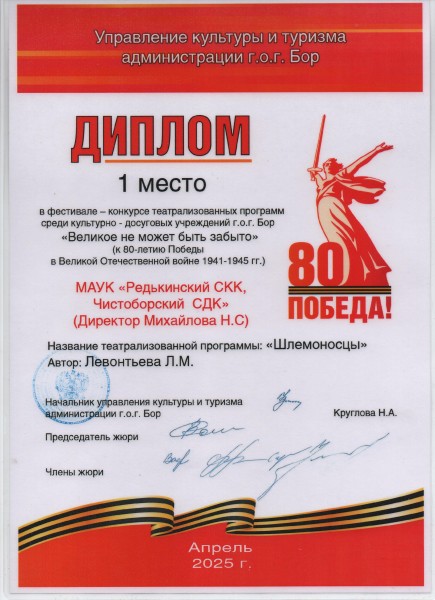 Управление культуры и туризма
администрации г.о.г. Бор
ДИПЛОМ
1 место
в фестивале – конкурсе театрализованных программ
среди культурно - досуговых учреждений г.о.г. Бор
«Великое не может быть забыто»
(к 80-летию Победы
в Великой Отечественной войне 1941-1945 гг.)
80
ПОБЕДА!
МАУК «Редькинский СКК,
Чистоборский СДК»
(Директор Михайлова Н.С)
Название театрализованной программы: «Шлемоносцы»
Автор: Левонтьева Л.М.
Начальник управления культуры и туризма
администрации г.о.г. Бор
Круглова Н.А.
Председатель жюри
Члены жюри
Апрель
2025 г.